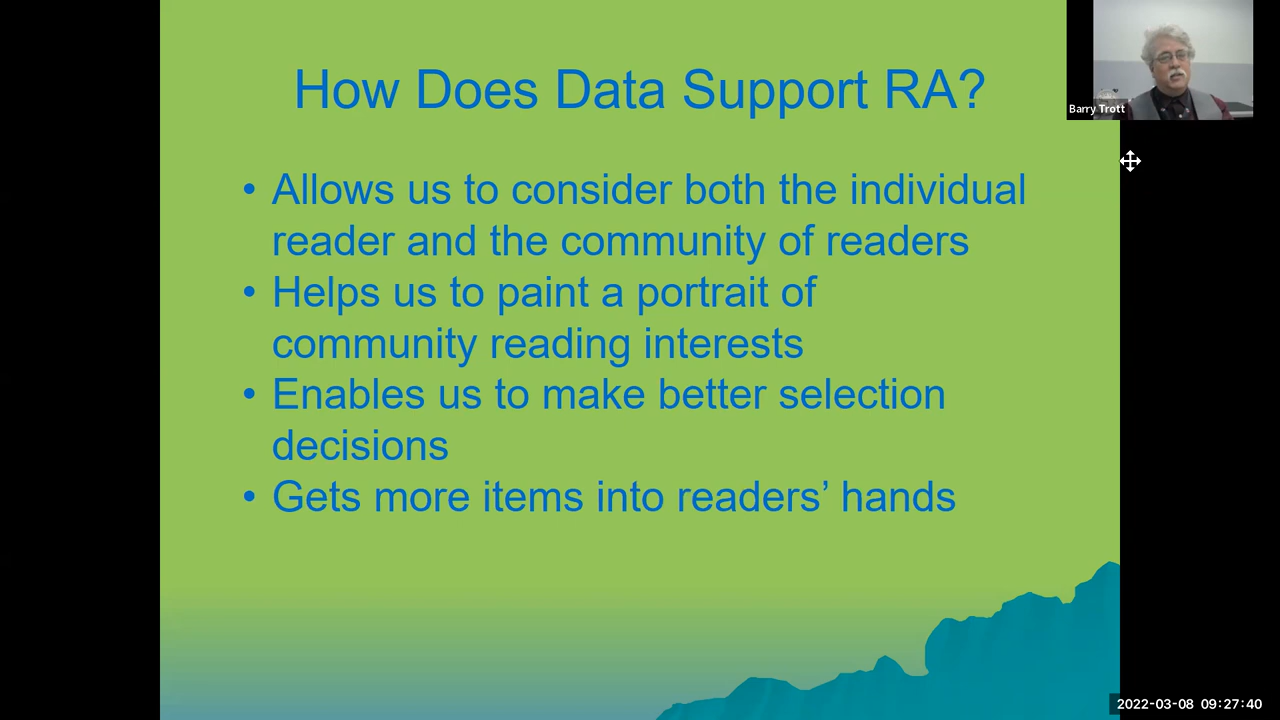 How Does Data Support RA?
Barry Trott
• Allows us to consider both the individual
reader and the community of readers
• Helps us to paint a portrait of
community reading interests
• Enables us to make better selection
decisions
• Gets more items into readers’ hands
2022-03-08 09:27:40